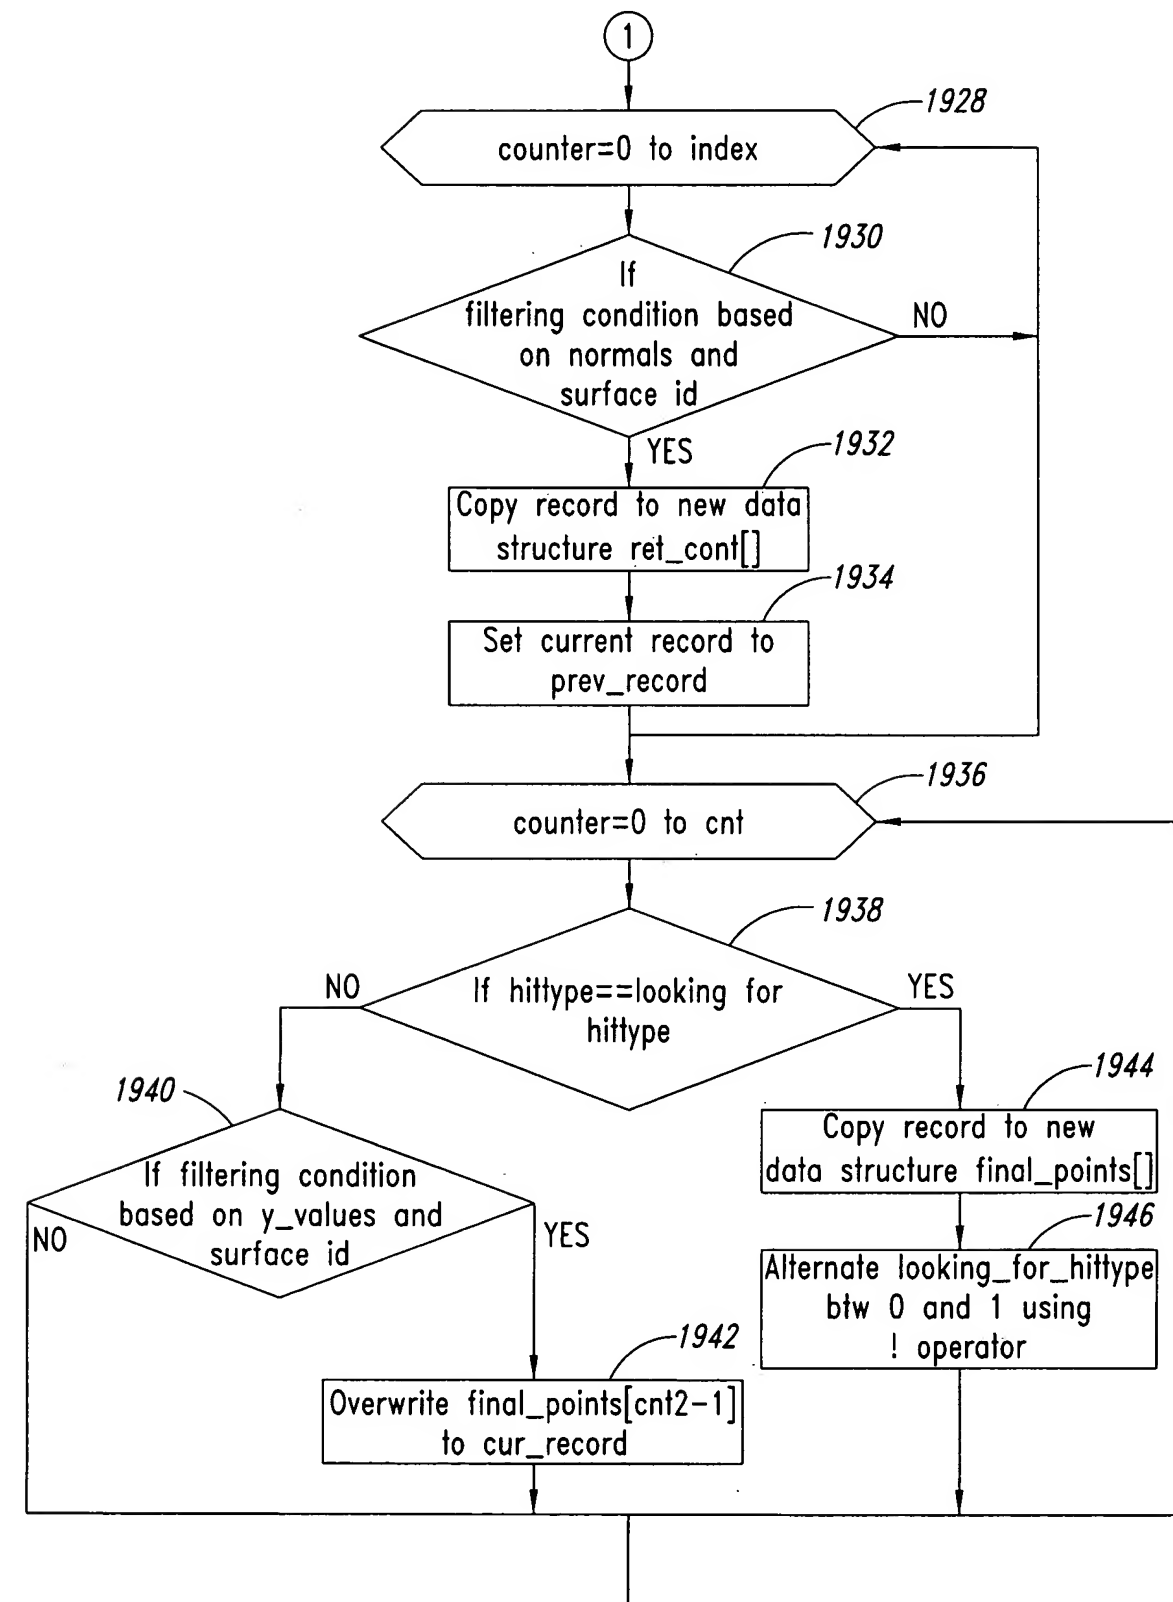 1
1928
counter=0 to index
1930
If
filtering condition based
on normals and
surface id
NO
YES
1932
Copy record to new data
structure ret_cont[]
1934
Set current record to
prev_record
1936
counter=0 to cnt
1938
If hittype==looking for
hittype
NO
YES
1940
If filtering condition
based on y_values and
surface id
NO
YES
1942
Overwrite final_points[cnt2-1]
to cur_record
1944
Copy record to new
data structure final_points[]
1946
Alternate looking_for_hittype
btw 0 and 1 using
! operator